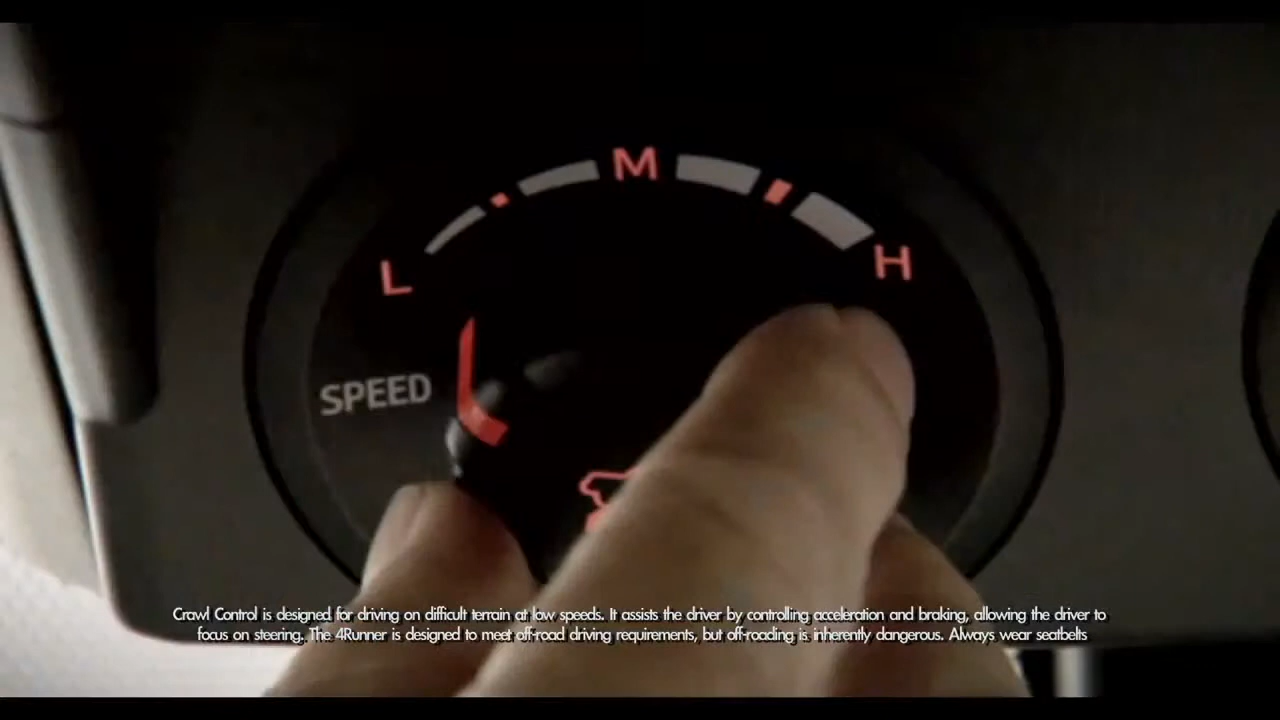 M
L
H
SPEED
Crawl Control is designed for driving on difficult terrain at low speeds. It assists the driver by controlling acceleration and braking, allowing the driver to
focus on steering. The 4Runner is designed to meet off-road driving requirements, but off-roading is inherently dangerous. Always wear seatbelts